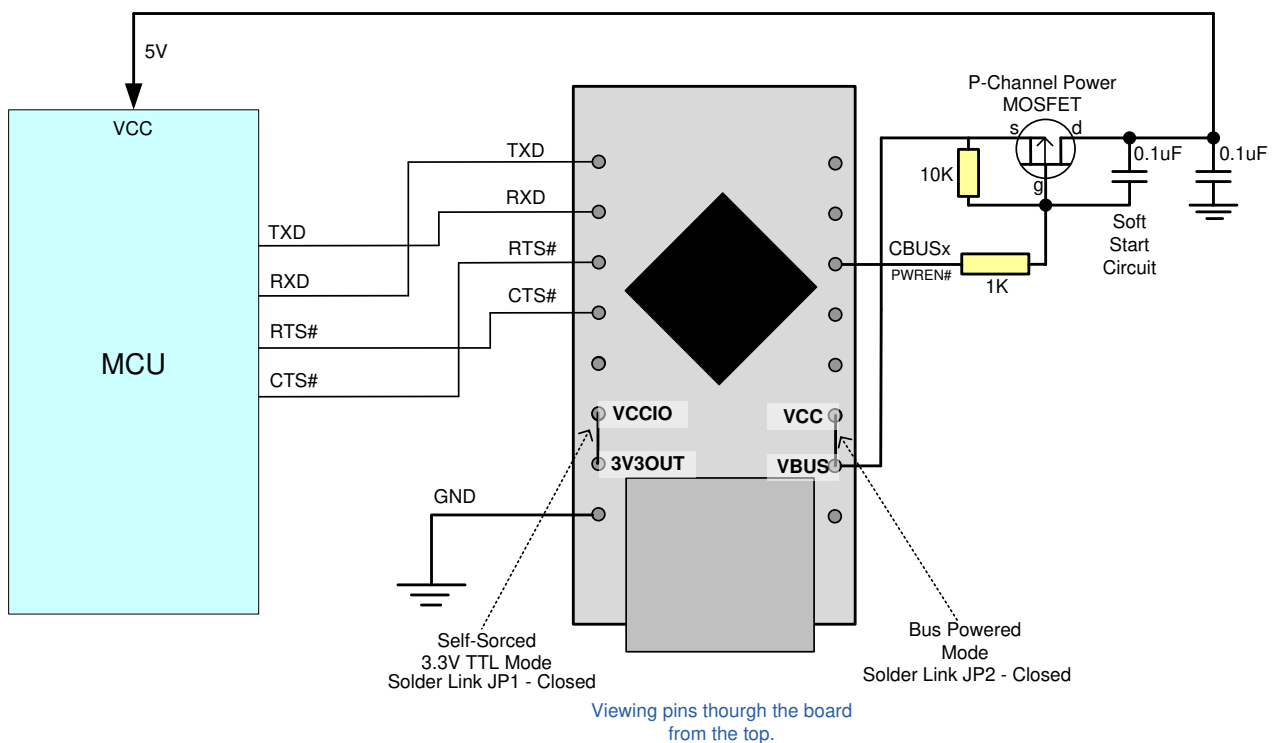 5V
VCC
P-Channel Power
MOSFET
s
d
g
0.1uF
0.1uF
10K
Soft
Start
Circuit
TXD
RXD
RTS#
CTS#
TXD
RXD
RTS#
CTS#
MCU
CBUSx
PWREN#
1K
VCCIO
3V3OUT
VCC
VBUS
GND
Self-Sorced
3.3V TTL Mode
Solder Link JP1 - Closed
Bus Powered
Mode
Solder Link JP2 - Closed
Viewing pins thourgh the board
from the top.